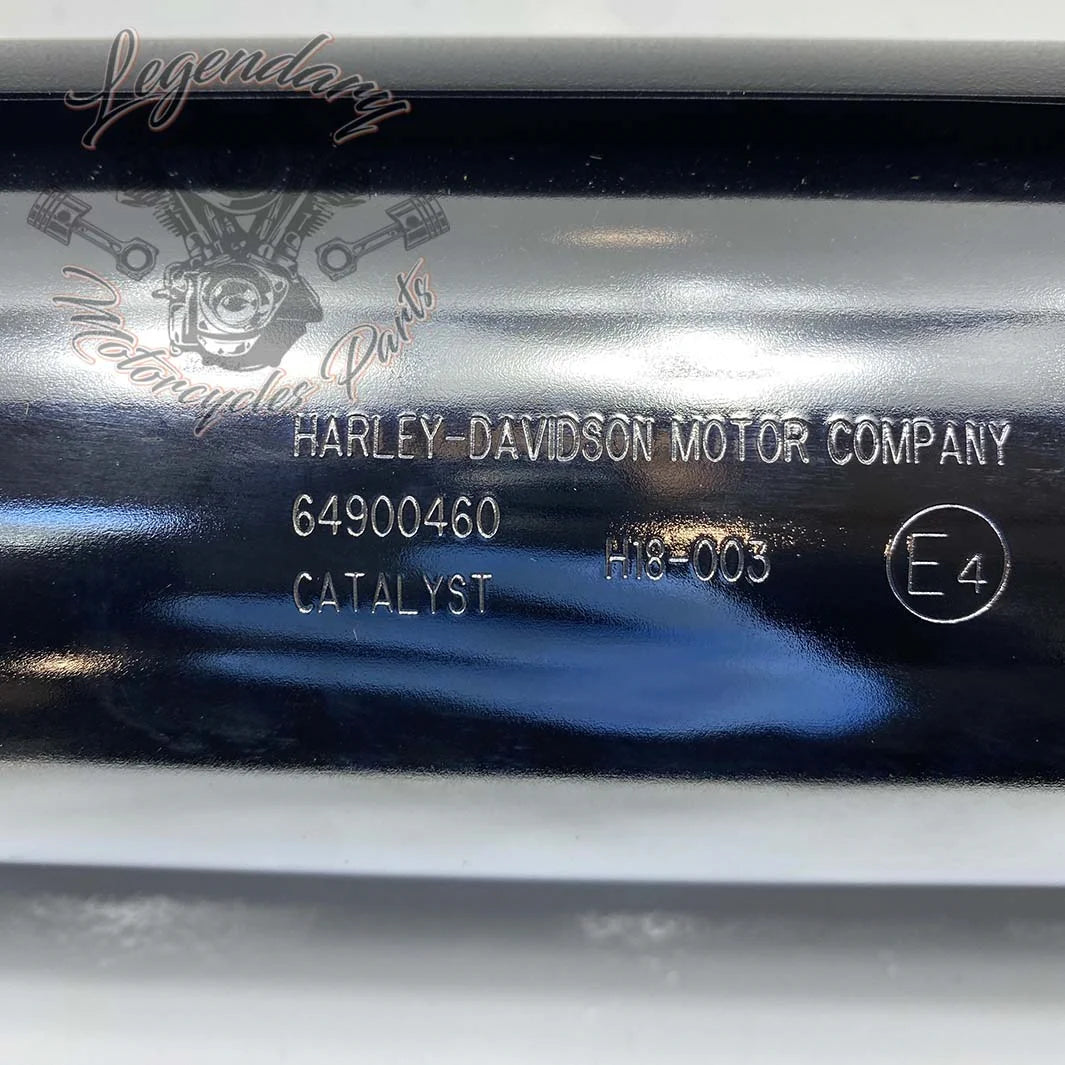 Legendary
Motorcycles Parts
HARLEY-DAVIDSON MOTOR COMPANY
64900460
H18-003
E4
CATALYST